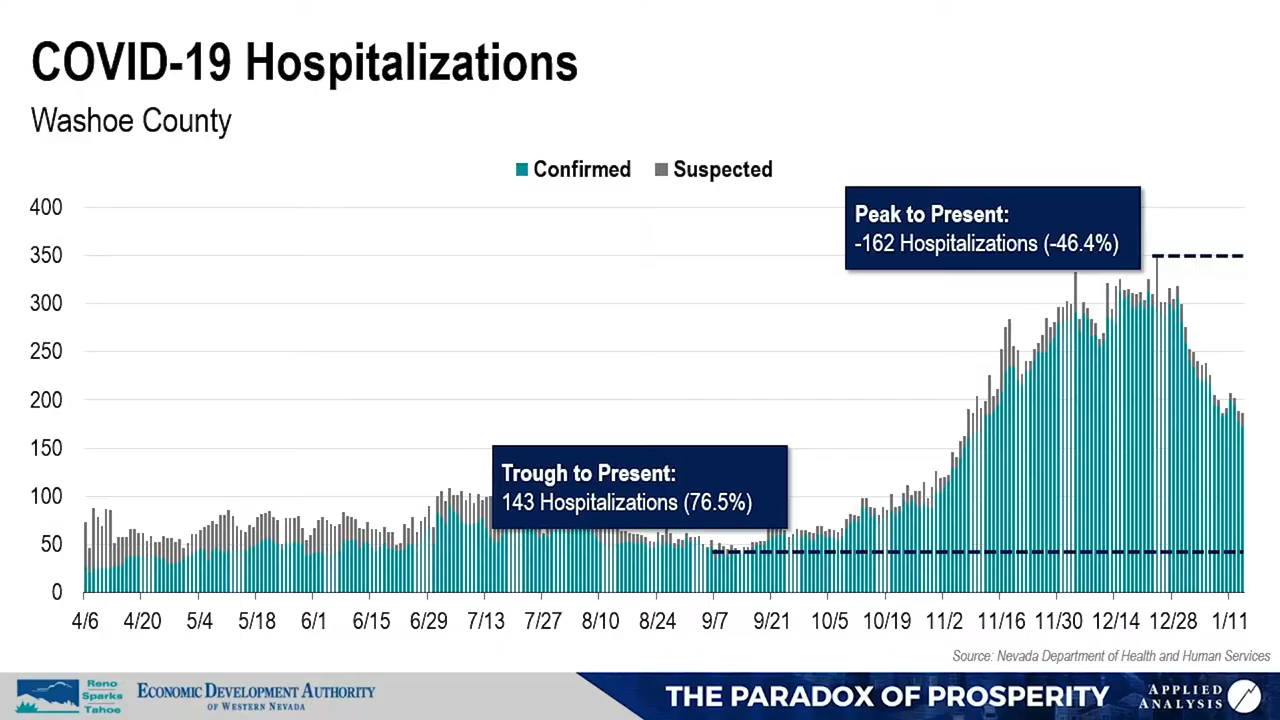 COVID-19 Hospitalizations
Washoe County
Confirmed Suspected
400
350
300
250
200
150
100
50
0
Peak to Present:
-162 Hospitalizations (-46.4%)
Trough to Present:
143 Hospitalizations (76.5%)
4/6 4/20 5/4 5/18 6/1 6/15 6/29 7/13 7/27 8/10 8/24 9/7 9/21 10/5 10/19 11/2 11/16 11/30 12/14 12/28 1/11
Source: Nevada Department of Health and Human Services
Reno
Sparks
Tahoe
ECONOMIC DEVELOPMENT AUTHORITY
OF WESTERN NEVADA
THE PARADOX OF PROSPERITY
APPLIED
ANALYSIS